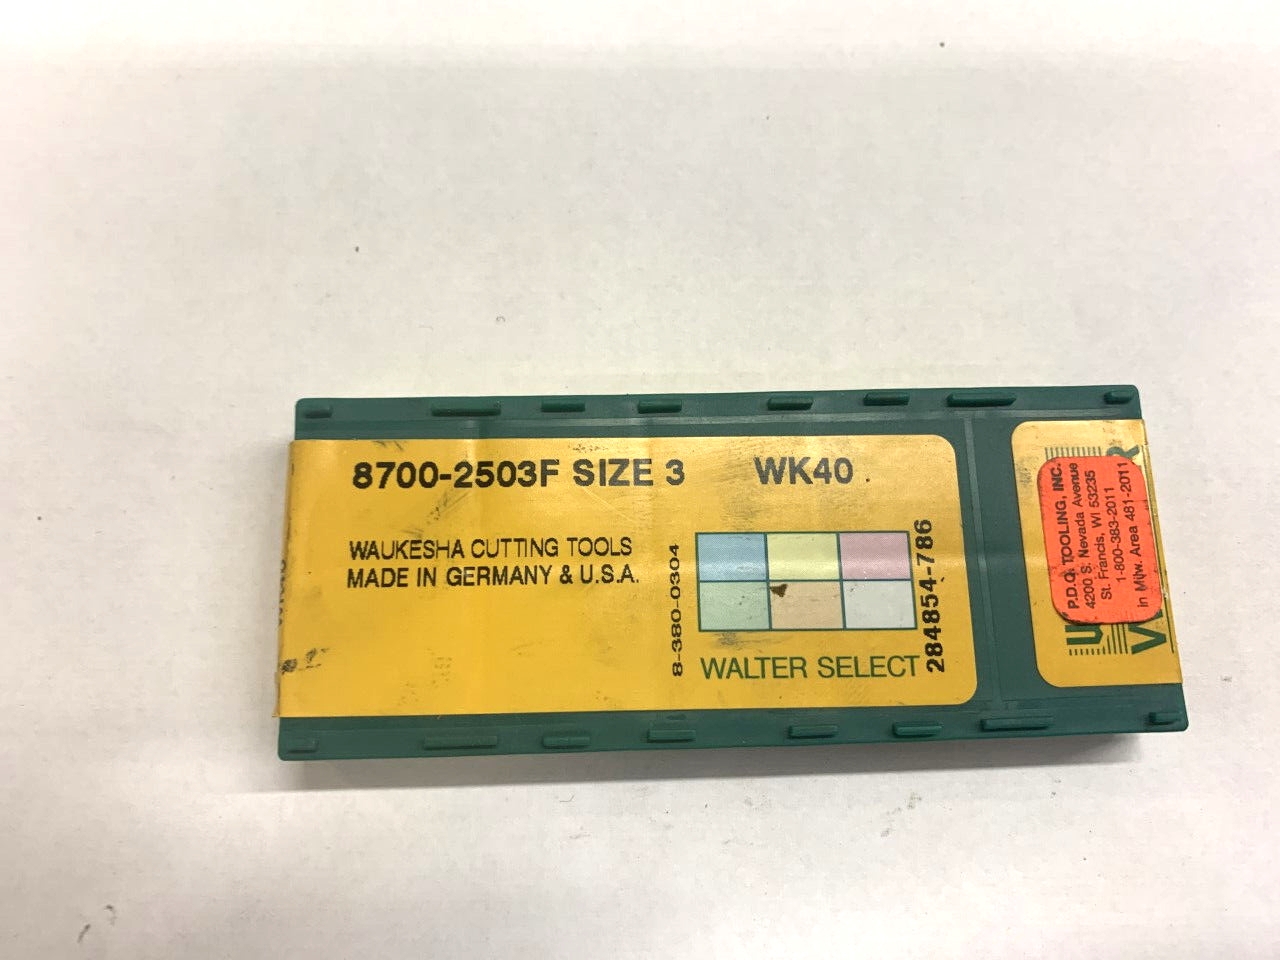 8700-2503F SIZE 3 WK40
WAUKESHA CUTTING TOOLS
MADE IN GERMANY & U.S.A.
8-380-0304
WALTER SELECT
284854-786
P.D.Q. TOOLING, INC.
4200 S. Nevada Avenue
St. Francis, WI 53235
1-800-383-2011
in Milw. Area 481-2011